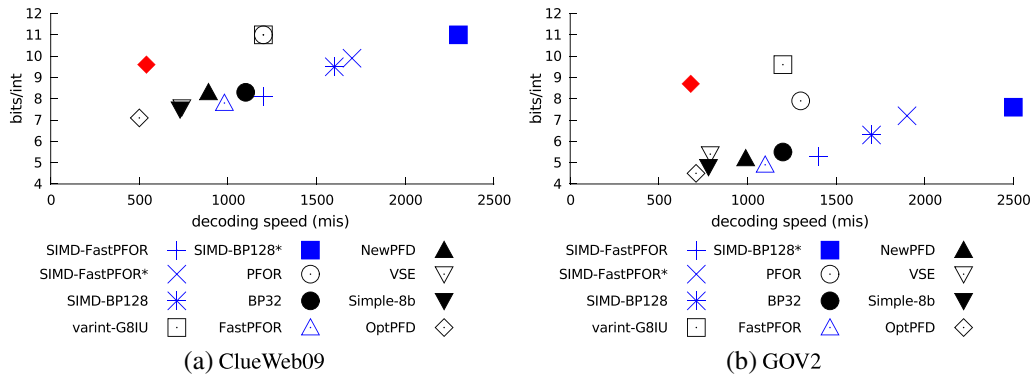 12
11
10
9
8
7
6
5
4
bits/int
0 500 1000 1500 2000 2500
decoding speed (mis)
SIMD-FastPFOR SIMD-BP128* NewPFD
SIMD-FastPFOR* PFOR VSE
SIMD-BP128 BP32 Simple-8b
varint-G8IU FastPFOR OptPFD
(a) ClueWeb09
12
11
10
9
8
7
6
5
4
bits/int
0 500 1000 1500 2000 2500
decoding speed (mis)
SIMD-FastPFOR SIMD-BP128* NewPFD
SIMD-FastPFOR* PFOR VSE
SIMD-BP128 BP32 Simple-8b
varint-G8IU FastPFOR OptPFD
(b) GOV2